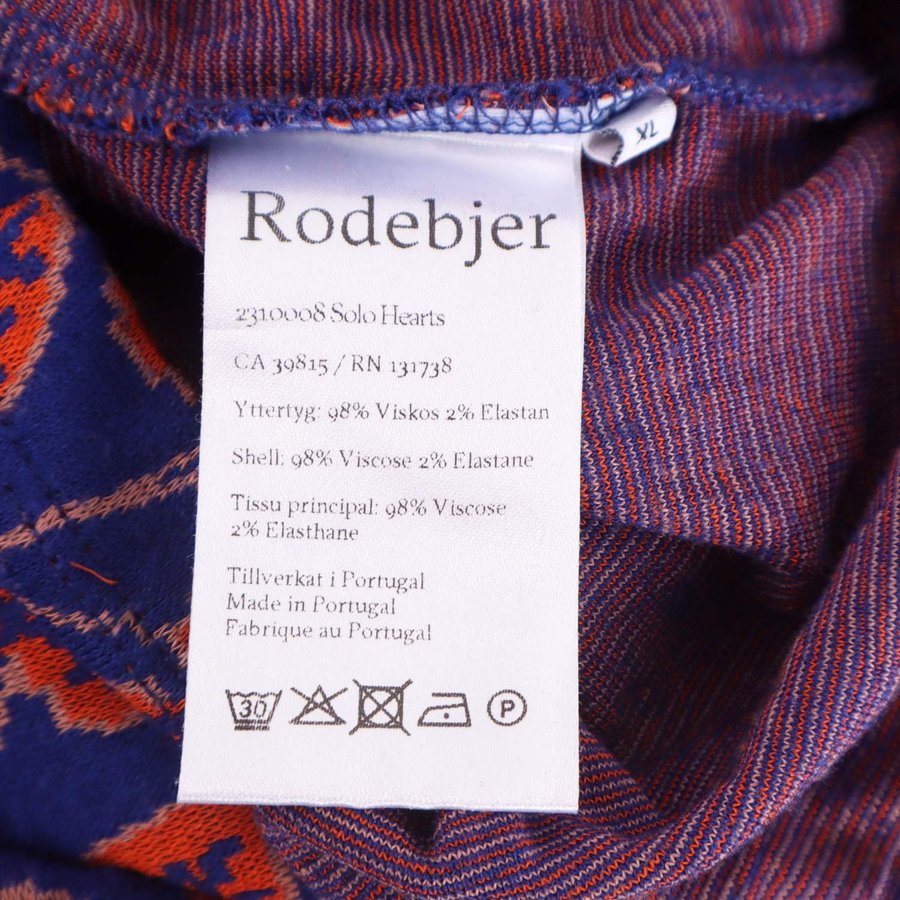 XL
Rodebjer
2310008 Solo Hearts
CA 39815 / RN 131738
Yttertyg: 98% Viskos 2% Elastan
Shell: 98% Viscose 2% Elastane
Tissu principal: 98% Viscose
2% Elasthane
Tillverkat i Portugal
Made in Portugal
Fabrique au Portugal
30
P